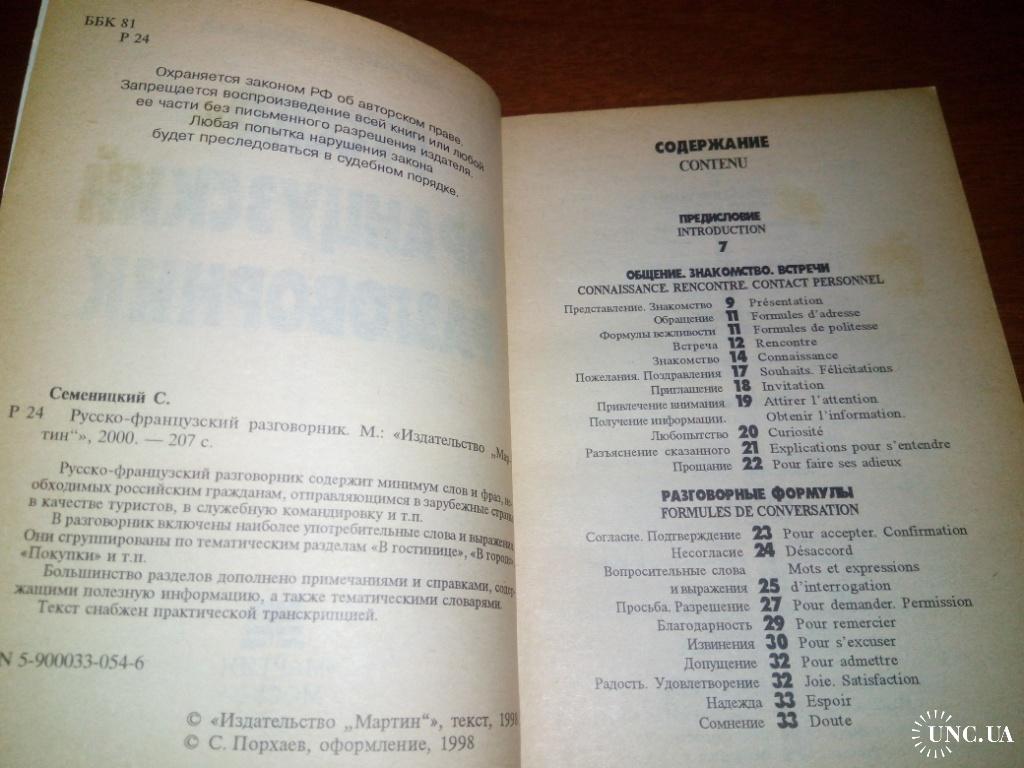 ББК 81
Р 24
Охраняется законом РФ об авторском праве.
Запрещается воспроизведение всей книги или любой
ее части без письменного разрешения издателя.
Любая попытка нарушения закона
будет преследоваться в судебном порядке.
Семеницкий С.
Р 24 Русско-французский разговорник. М.: «Издательство „Мар-
тин“», 2000. — 207 с.
Русско-французский разговорник содержит минимум слов и фраз, не-
обходимых российским гражданам, отправляющимся в зарубежные страны
в качестве туристов, в служебную командировку и т.п.
В разговорник включены наиболее употребительные слова и выражения.
Они сгруппированы по тематическим разделам «В гостинице», «В городе»
«Покупки» и т.п.
Большинство разделов дополнено примечаниями и справками, содер-
жащими полезную информацию, а также тематическими словарями.
Текст снабжен практической транскрипцией.
N 5-900033-054-6
© «Издательство „Мартин“», текст, 1998
© С. Порхаев, оформление, 1998
СОДЕРЖАНИЕ
CONTENU
ПРЕДИСЛОВИЕ
INTRODUCTION
7
ОБЩЕНИЕ. ЗНАКОМСТВО. ВСТРЕЧИ
CONNAISSANCE. RENCONTRE. CONTACT PERSONNEL
Представление. Знакомство 9 Présentation
Обращение 11 Formules d'adresse
Формулы вежливости 11 Formules de politesse
Встреча 12 Rencontre
Знакомство 14 Connaissance
Пожелания. Поздравления 17 Souhaits. Félicitations
Приглашение 18 Invitation
Привлечение внимания 19 Attirer l'attention
Получение информации. Obtenir l'information.
Любопытство 20 Curiosité
Разъяснение сказанного 21 Explications pour s'entendre
Прощание 22 Pour faire ses adieux
РАЗГОВОРНЫЕ ФОРМУЛЫ
FORMULES DE CONVERSATION
Согласие. Подтверждение 23 Pour accepter. Confirmation
Несогласие 24 Désaccord
Вопросительные слова Mots et expressions
и выражения 25 d'interrogation
Просьба. Разрешение 27 Pour demander. Permission
Благодарность 29 Pour remercier
Извинения 30 Pour s'excuser
Допущение 32 Pour admettre
Радость. Удовлетворение 32 Joie. Satisfaction
Надежда 33 Espoir
Сомнение 33 Doute
UNC.UA